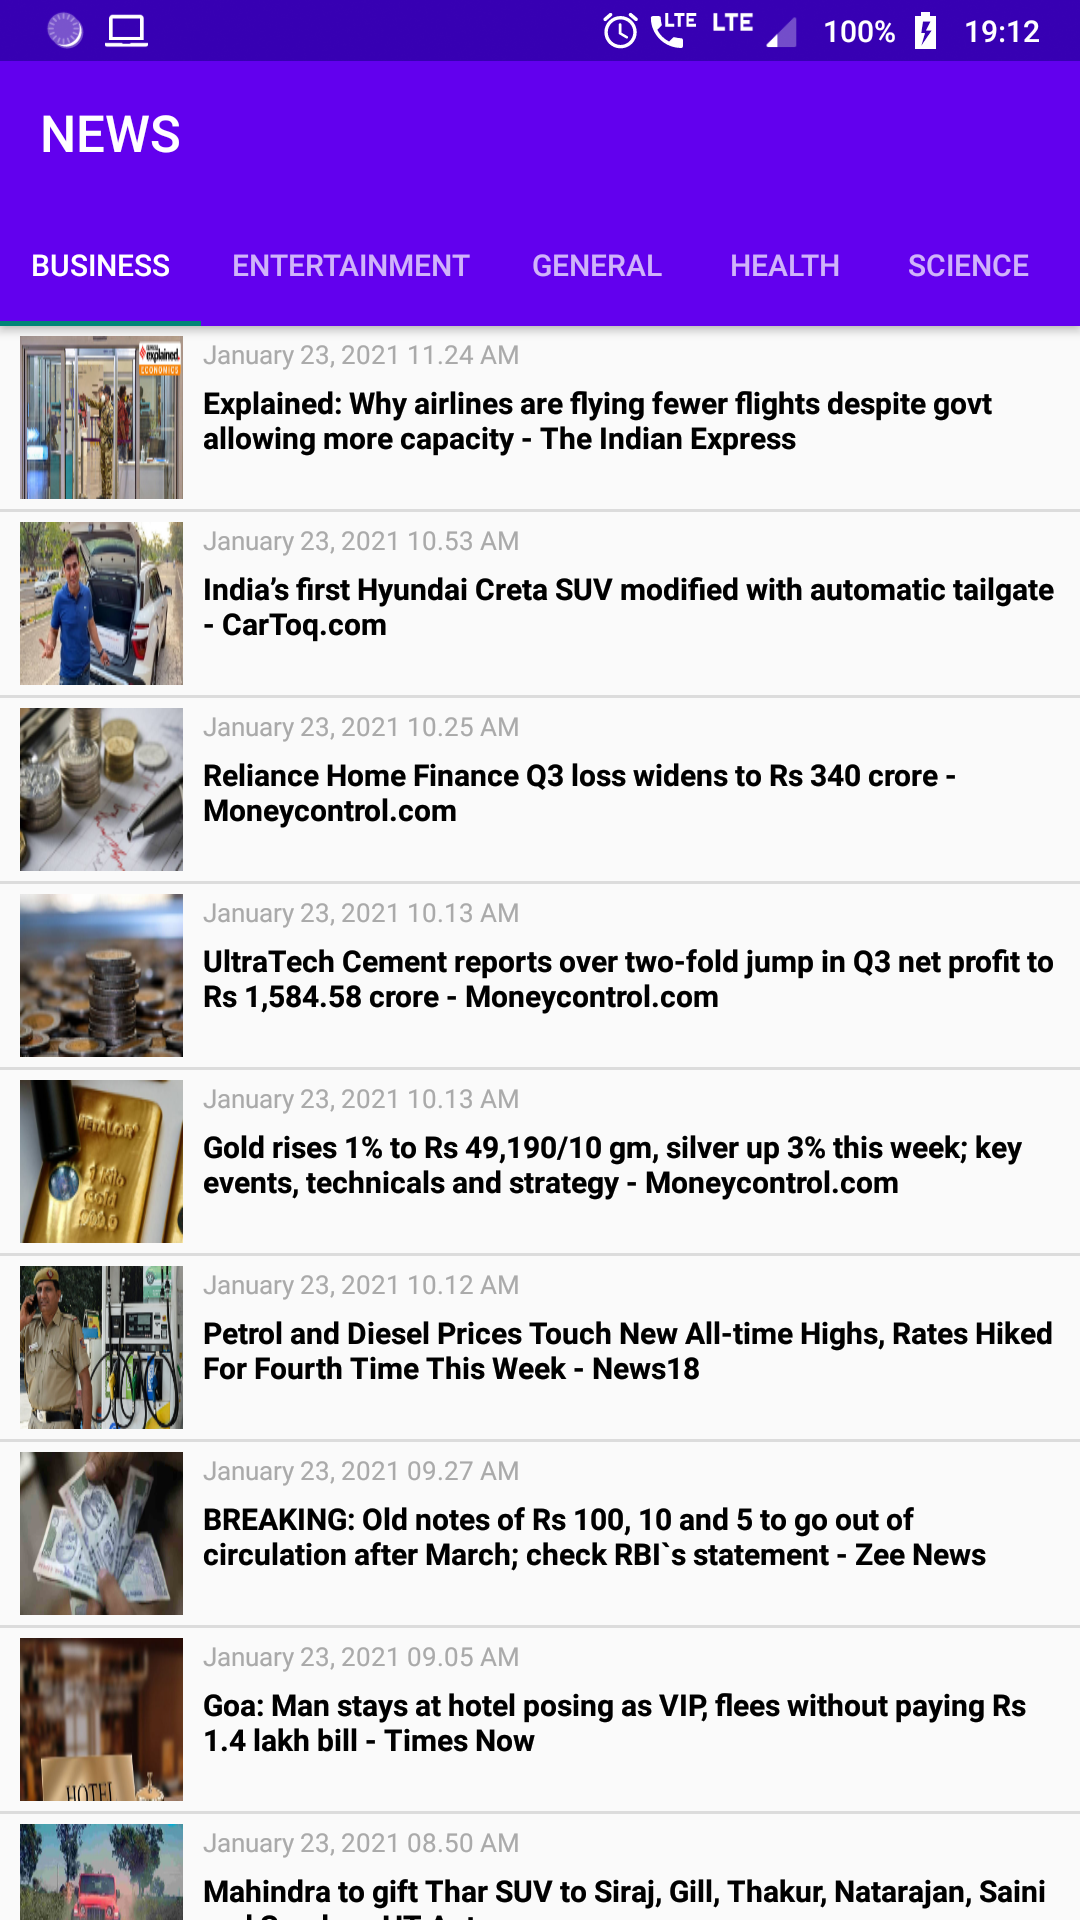 LTE LTE 100% 19:12
NEWS
BUSINESS ENTERTAINMENT GENERAL HEALTH SCIENCE
explained.
ECONOMICS
January 23, 2021 11.24 AM
Explained: Why airlines are flying fewer flights despite govt
allowing more capacity - The Indian Express
January 23, 2021 10.53 AM
India’s first Hyundai Creta SUV modified with automatic tailgate
- CarToq.com
January 23, 2021 10.25 AM
Reliance Home Finance Q3 loss widens to Rs 340 crore -
Moneycontrol.com
January 23, 2021 10.13 AM
UltraTech Cement reports over two-fold jump in Q3 net profit to
Rs 1,584.58 crore - Moneycontrol.com
METALOR
1 kilo
gold
January 23, 2021 10.13 AM
Gold rises 1% to Rs 49,190/10 gm, silver up 3% this week; key
events, technicals and strategy - Moneycontrol.com
January 23, 2021 10.12 AM
Petrol and Diesel Prices Touch New All-time Highs, Rates Hiked
For Fourth Time This Week - News18
January 23, 2021 09.27 AM
BREAKING: Old notes of Rs 100, 10 and 5 to go out of
circulation after March; check RBI`s statement - Zee News
HOTEL
January 23, 2021 09.05 AM
Goa: Man stays at hotel posing as VIP, flees without paying Rs
1.4 lakh bill - Times Now
January 23, 2021 08.50 AM
Mahindra to gift Thar SUV to Siraj, Gill, Thakur, Natarajan, Saini